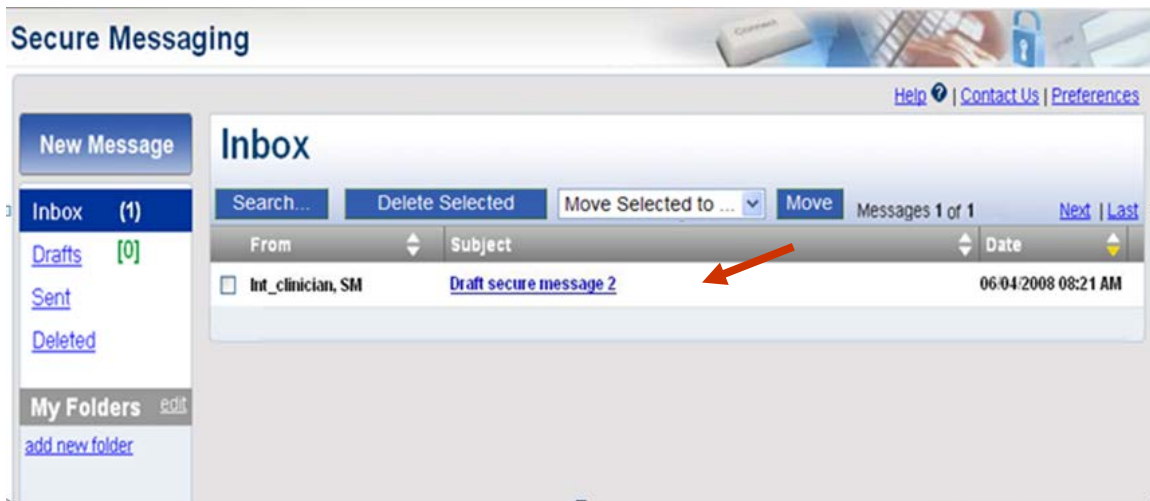 Secure Messaging
Connect
Help ? | Contact Us | Preferences
New Message
Inbox
Inbox (1)
Drafts [0]
Sent
Deleted
My Folders edit
add new folder
Search... Delete Selected Move Selected to ... Move Messages 1 of 1 Next | Last
From Subject Date
Int_clinician, SM Draft secure message 2 06/04/2008 08:21 AM